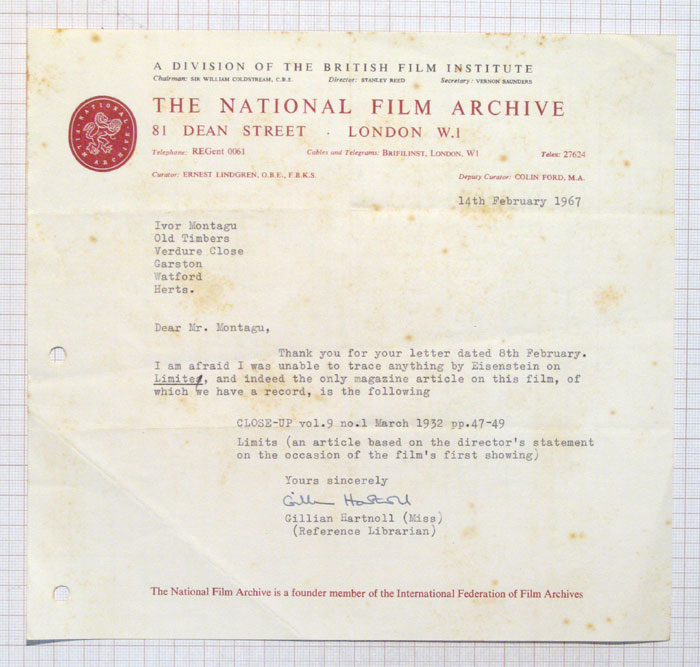 A DIVISION OF THE BRITISH FILM INSTITUTE
Chairman: SIR WILLIAM COLDSTREAM, C.B.E. Director: STANLEY REED Secretary: VERNON SAUNDERS
THE NATIONAL FILM ARCHIVE
81 DEAN STREET · LONDON W.1
Telephone: REGent 0061 Cables and Telegrams: BRIFILINST, LONDON, W1 Telex: 27624
Curator: ERNEST LINDGREN, O.B.E., F.B.K.S. Deputy Curator: COLIN FORD, M.A.
14th February 1967
Ivor Montagu
Old Timbers
Verdure Close
Garston
Watford
Herts.
Dear Mr. Montagu,
Thank you for your letter dated 8th February.
I am afraid I was unable to trace anything by Eisenstein on
Limite, and indeed the only magazine article on this film, of
which we have a record, is the following
CLOSE-UP vol.9 no.1 March 1932 pp.47-49
Limits (an article based on the director's statement
on the occasion of the film's first showing)
Yours sincerely
Gillian Hartnoll
Gillian Hartnoll (Miss)
(Reference Librarian)
The National Film Archive is a founder member of the International Federation of Film Archives